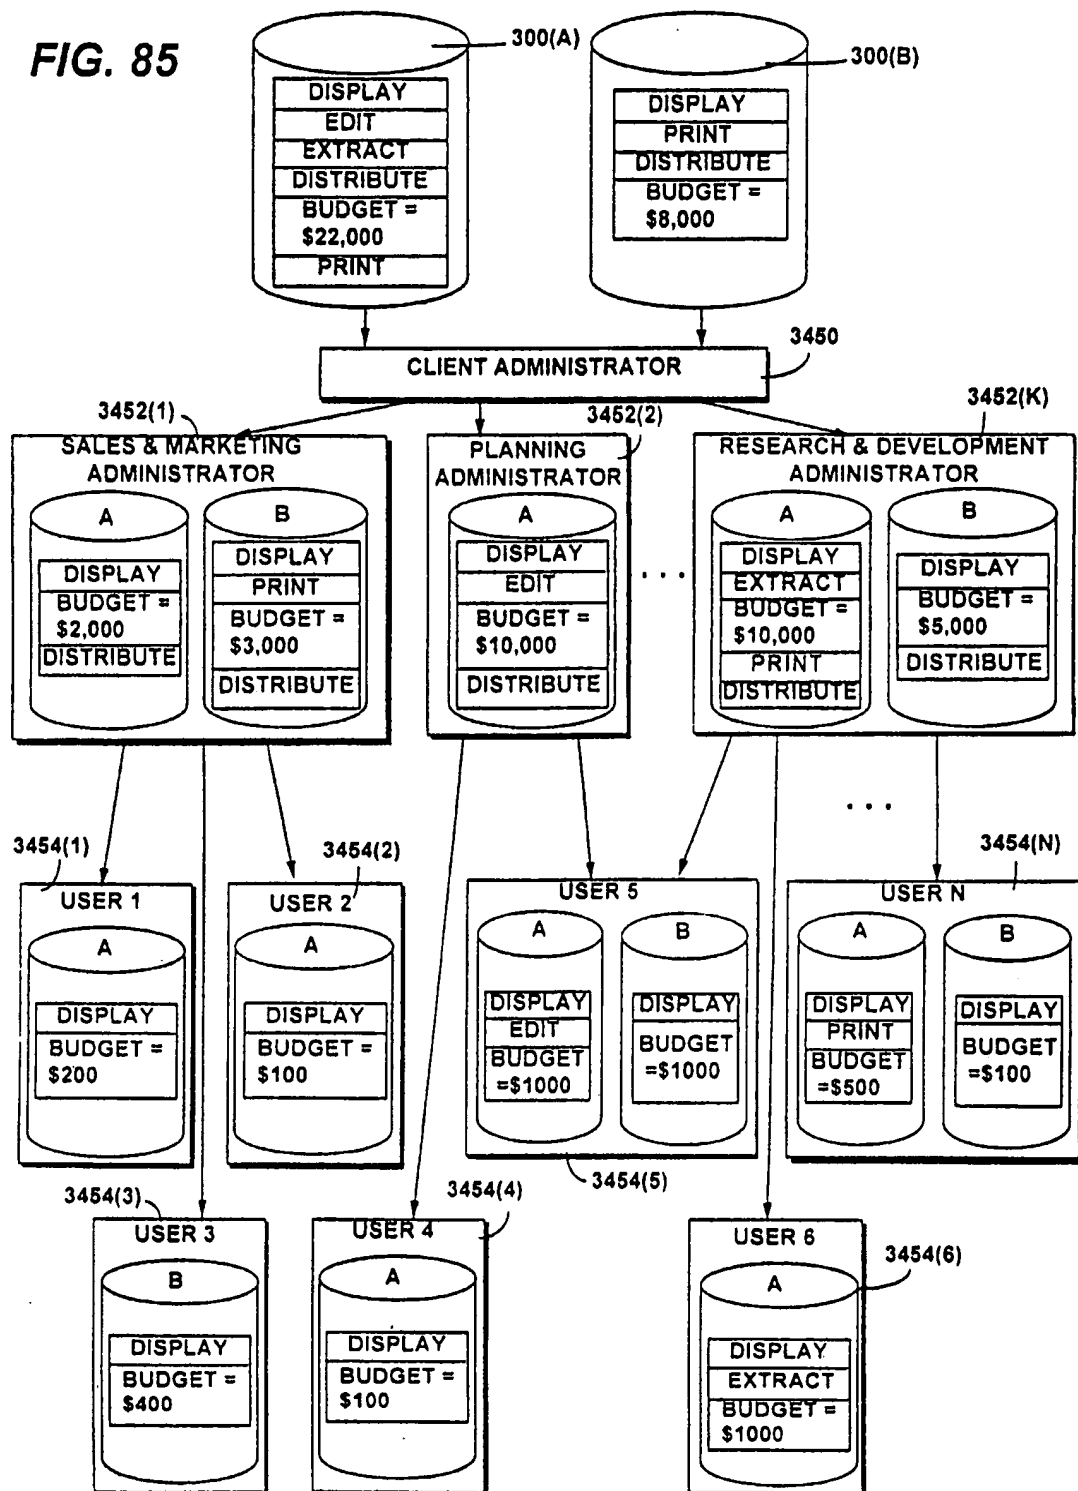 FIG. 85
300(A)
DISPLAY
EDIT
EXTRACT
DISTRIBUTE
BUDGET =
$22,000
PRINT
300(B)
DISPLAY
PRINT
DISTRIBUTE
BUDGET =
$8,000
3450
CLIENT ADMINISTRATOR
3452(1)
SALES & MARKETING
ADMINISTRATOR
A
DISPLAY
BUDGET =
$2,000
DISTRIBUTE
B
DISPLAY
PRINT
BUDGET =
$3,000
DISTRIBUTE
3452(2)
PLANNING
ADMINISTRATOR
A
DISPLAY
EDIT
BUDGET =
$10,000
DISTRIBUTE
. . .
3452(K)
RESEARCH & DEVELOPMENT
ADMINISTRATOR
A
DISPLAY
EXTRACT
BUDGET =
$10,000
PRINT
DISTRIBUTE
B
DISPLAY
BUDGET =
$5,000
DISTRIBUTE
. . .
3454(1)
USER 1
A
DISPLAY
BUDGET =
$200
3454(2)
USER 2
A
DISPLAY
BUDGET =
$100
USER 5
A
DISPLAY
EDIT
BUDGET
=$1000
B
DISPLAY
BUDGET
=$1000
3454(5)
3454(N)
USER N
A
DISPLAY
PRINT
BUDGET
=$500
B
DISPLAY
BUDGET
=$100
3454(3)
USER 3
B
DISPLAY
BUDGET =
$400
3454(4)
USER 4
A
DISPLAY
BUDGET =
$100
USER 6
3454(6)
A
DISPLAY
EXTRACT
BUDGET =
$1000